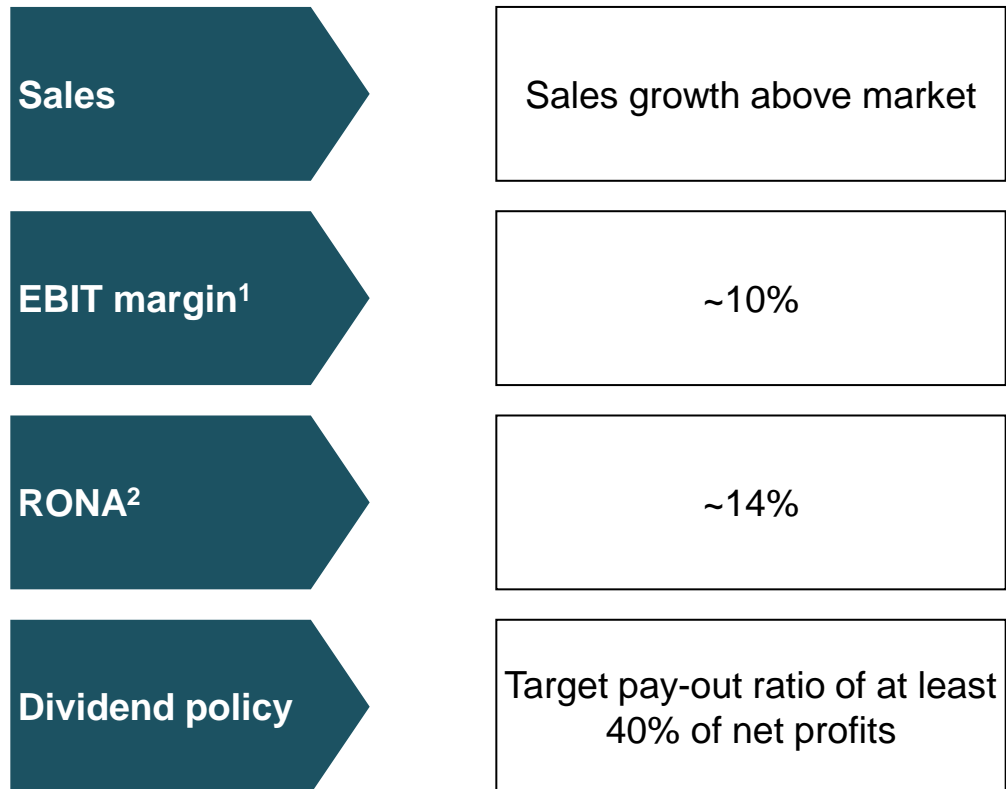 Sales
Sales growth above market
EBIT margin¹
~10%
RONA²
~14%
Dividend policy
Target pay-out ratio of at least
40% of net profits